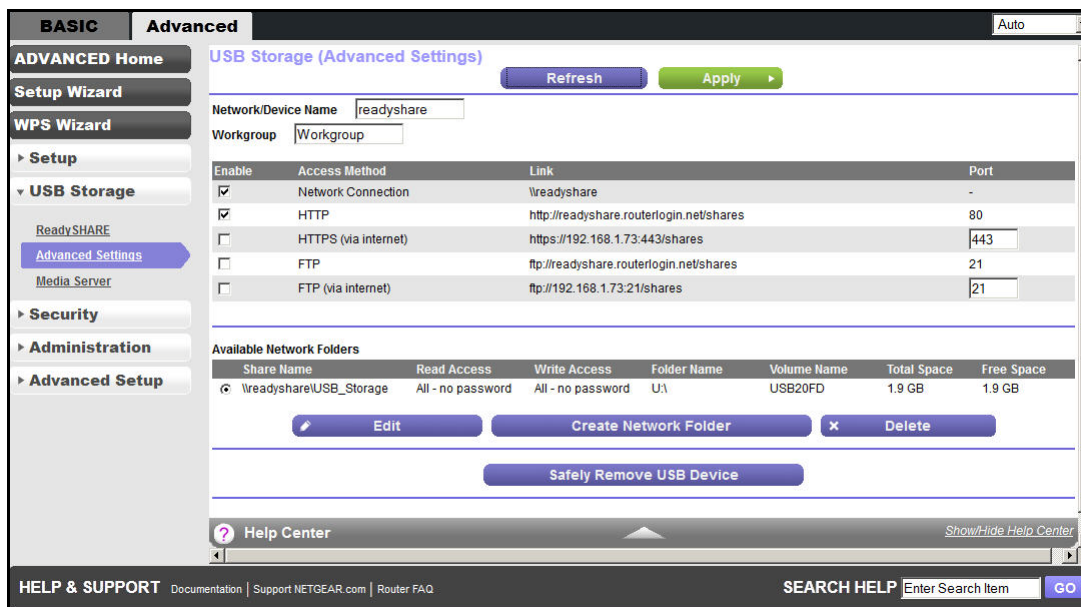 BASIC Advanced Auto
ADVANCED Home
Setup Wizard
WPS Wizard
Setup
USB Storage
ReadySHARE
Advanced Settings
Media Server
Security
Administration
Advanced Setup
USB Storage (Advanced Settings)
Refresh Apply
Network/Device Name readyshare
Workgroup Workgroup
Enable Access Method Link Port
Network Connection \\readyshare -
HTTP http://readyshare.routerlogin.net/shares 80
HTTPS (via internet) https://192.168.1.73:443/shares 443
FTP ftp://readyshare.routerlogin.net/shares 21
FTP (via internet) ftp://192.168.1.73:21/shares 21
Available Network Folders
Share Name Read Access Write Access Folder Name Volume Name Total Space Free Space
\\readyshare\USB_Storage All - no password All - no password U:\ USB20FD 1.9 GB 1.9 GB
Edit Create Network Folder Delete
Safely Remove USB Device
? Help Center Show/Hide Help Center
HELP & SUPPORT Documentation | Support NETGEAR.com | Router FAQ SEARCH HELP Enter Search Item GO